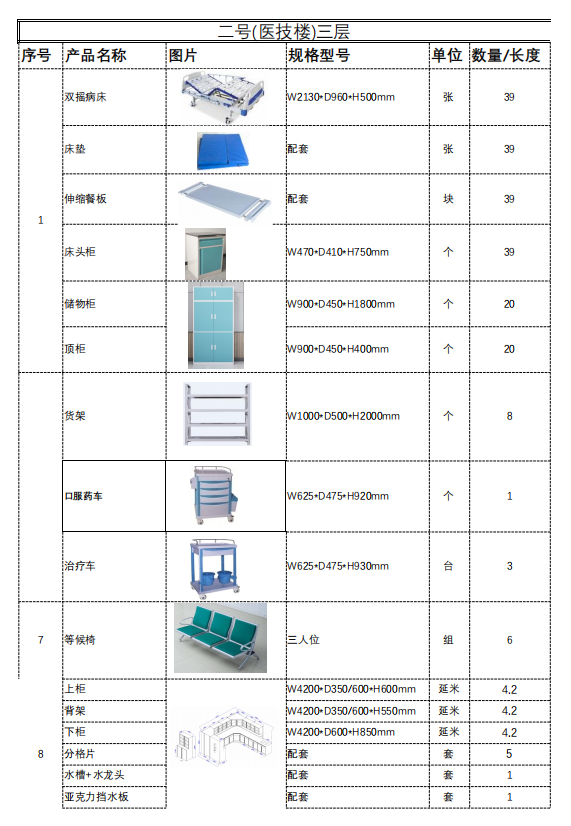 二号(医技楼)三层
序号 产品名称 图片 规格型号 单位 数量/长度
1
双摇病床 W2130*D960*H500mm 张 39
床垫 配套 张 39
伸缩餐板 配套 块 39
床头柜 W470*D410*H750mm 个 39
储物柜 W900*D450*H1800mm 个 20
顶柜 W900*D450*H400mm 个 20
货架 W1000*D500*H2000mm 个 8
口服药车 W625*D475*H920mm 个 1
治疗车 W625*D475*H930mm 台 3
7 等候椅 三人位 组 6
8
上柜 W4200*D350/600*H600mm 延米 4.2
背架 W4200*D350/600*H550mm 延米 4.2
下柜 W4200*D600*H850mm 延米 4.2
分格片 配套 套 5
水槽+水龙头 配套 套 1
亚克力挡水板 配套 套 1